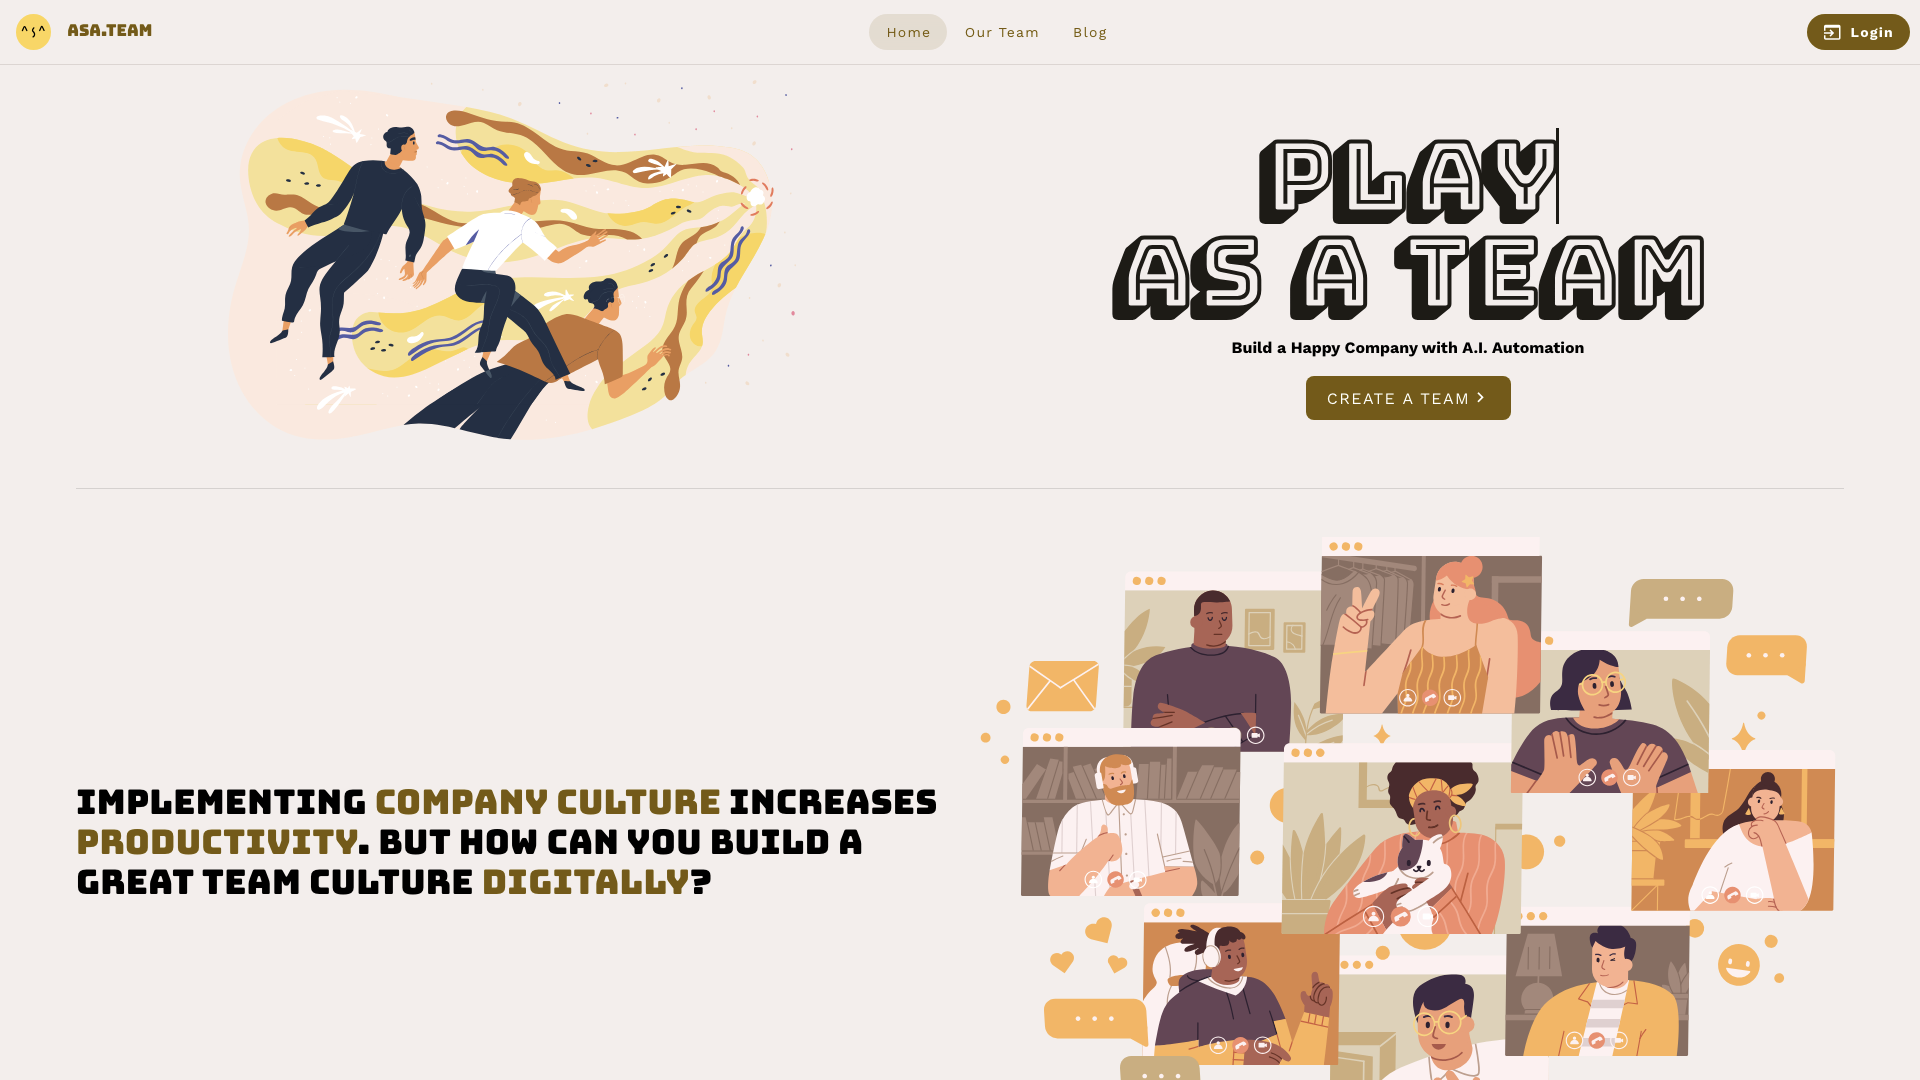 ASA.TEAM
Home
Our Team
Blog
Login
PLAY
AS A TEAM
Build a Happy Company with A.I. Automation
CREATE A TEAM
IMPLEMENTING COMPANY CULTURE INCREASES
PRODUCTIVITY. BUT HOW CAN YOU BUILD A
GREAT TEAM CULTURE DIGITALLY?